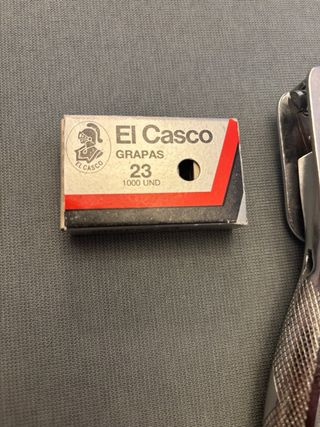 El Casco
GRAPAS
23
1000 UND
EL CASCO